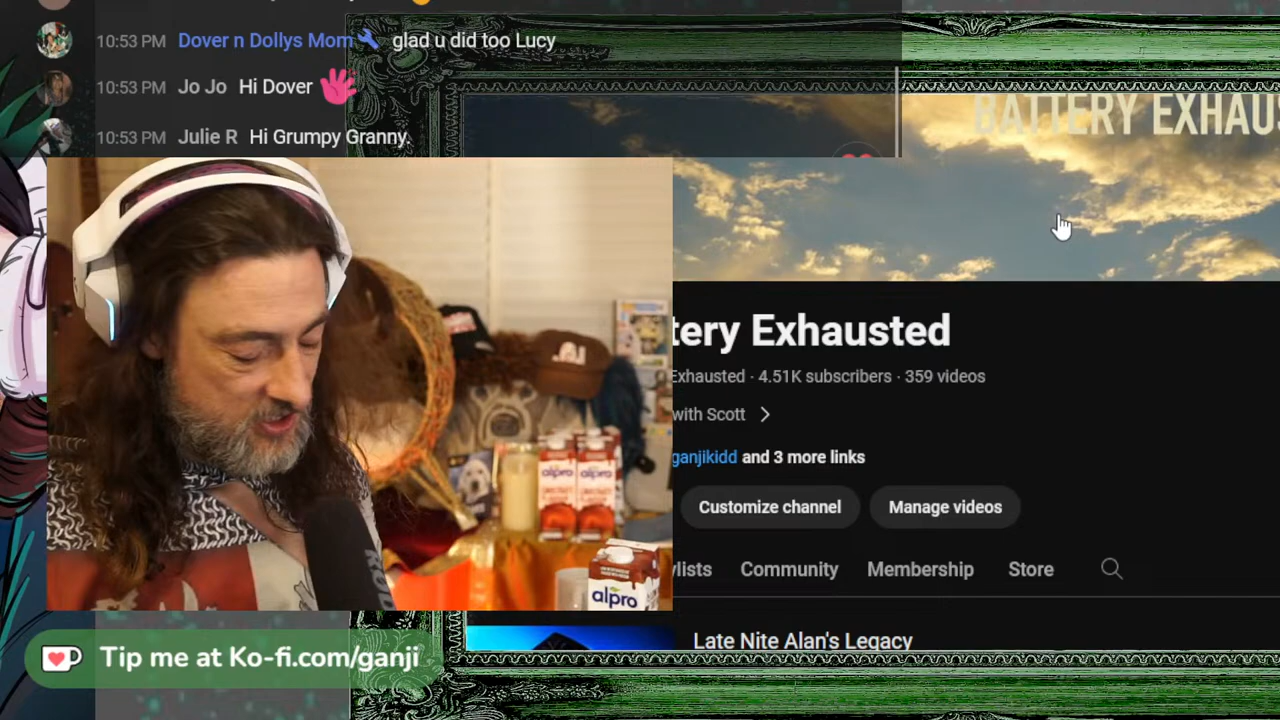 10:53 PM Dover n Dollys Mom glad u did too Lucy
10:53 PM Jo Jo Hi Dover
10:53 PM Julie R Hi Grumpy Granny.
BATTERY EXHAU
tery Exhausted
Exhausted · 4.51K subscribers · 359 videos
with Scott
ganjikidd and 3 more links
Customize channel Manage videos
lists Community Membership Store
alpro alpro
alpro
Late Nite Alan's Legacy
Tip me at Ko-fi.com/ganji